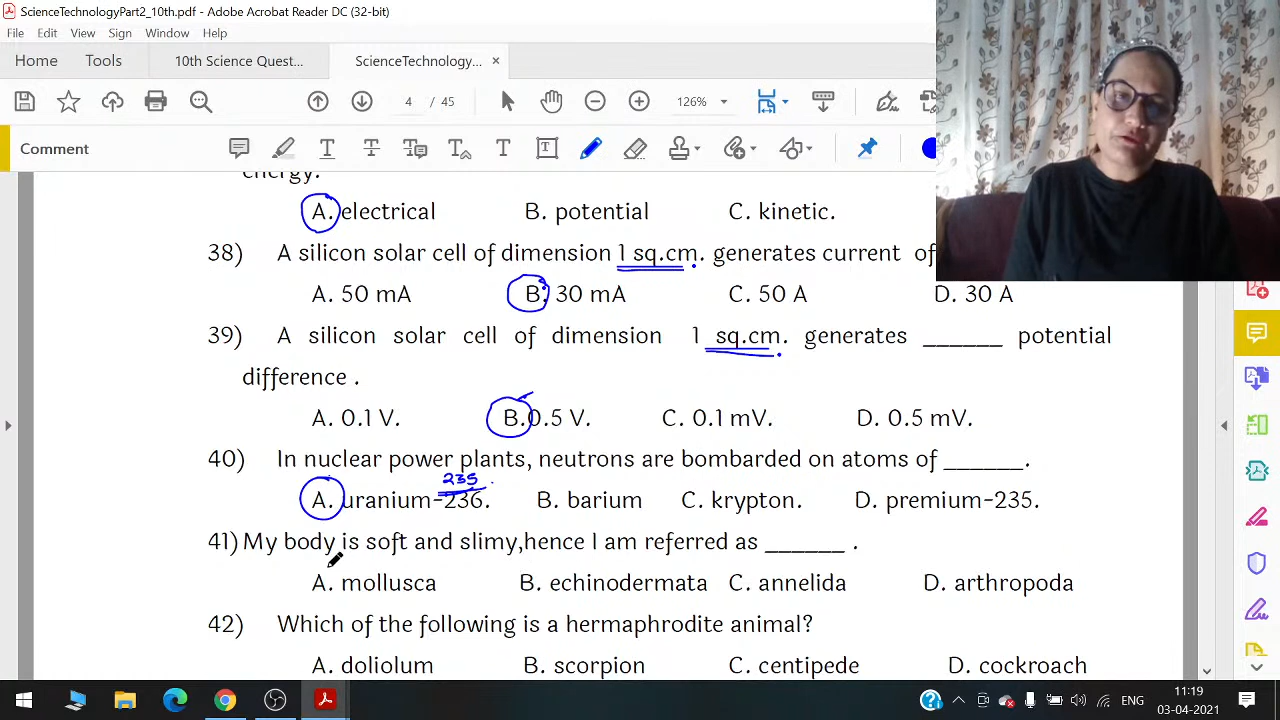 ScienceTechnologyPart2_10th.pdf - Adobe Acrobat Reader DC (32-bit)
File Edit View Sign Window Help
Home Tools 10th Science Quest... ScienceTechnology... ×
4 / 45 126%
Comment
energy.
A. electrical B. potential C. kinetic.
38) A silicon solar cell of dimension 1 sq.cm. generates current of
A. 50 mA B. 30 mA C. 50 A D. 30 A
39) A silicon solar cell of dimension 1 sq.cm. generates ______ potential
difference .
A. 0.1 V. B. 0.5 V. C. 0.1 mV. D. 0.5 mV.
40) In nuclear power plants, neutrons are bombarded on atoms of ______.
235
A. uranium-236. B. barium C. krypton. D. premium-235.
41) My body is soft and slimy,hence I am referred as ______ .
A. mollusca B. echinodermata C. annelida D. arthropoda
42) Which of the following is a hermaphrodite animal?
A. doliolum B. scorpion C. centipede D. cockroach
ENG 11:19
03-04-2021